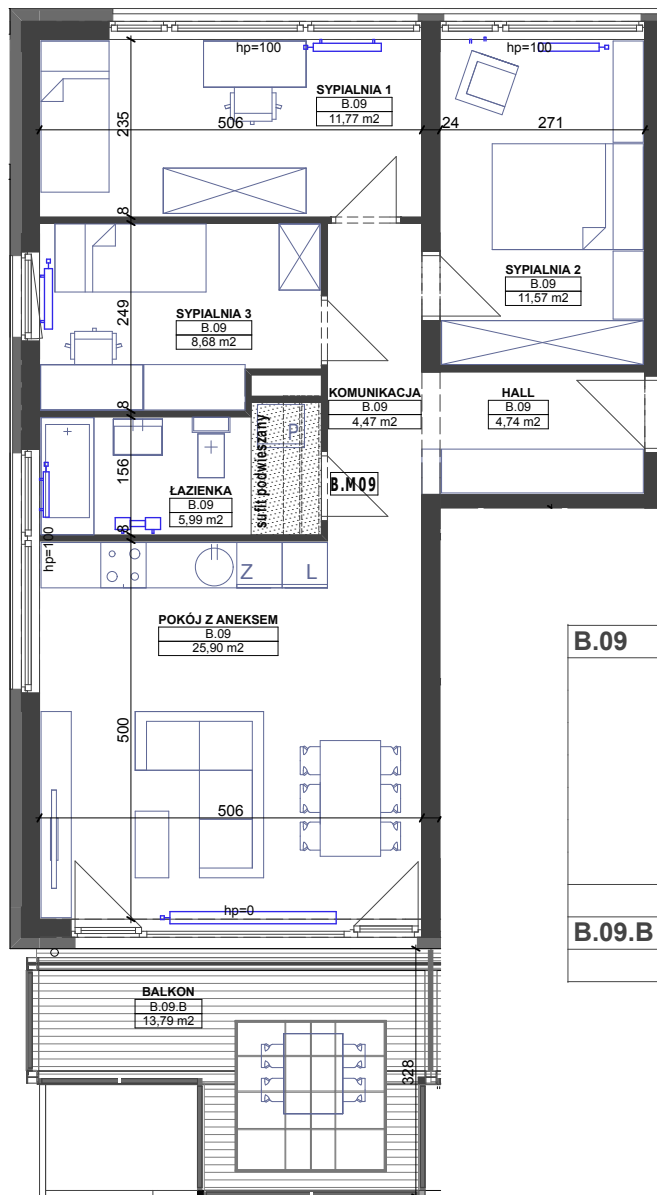 hp=100
hp=100
SYPIALNIA 1
B.09
11,77 m2
235
506
24
271
8
SYPIALNIA 2
B.09
11,57 m2
SYPIALNIA 3
B.09
8,68 m2
249
8
KOMUNIKACJA
B.09
4,47 m2
HALL
B.09
4,74 m2
sufit podwieszany
P
156
B.M09
ŁAZIENKA
B.09
5,99 m2
8
hp=100
Z
L
POKÓJ Z ANEKSEM
B.09
25,90 m2
B.09
500
506
hp=0
B.09.B
BALKON
B.09.B
13,79 m2
328